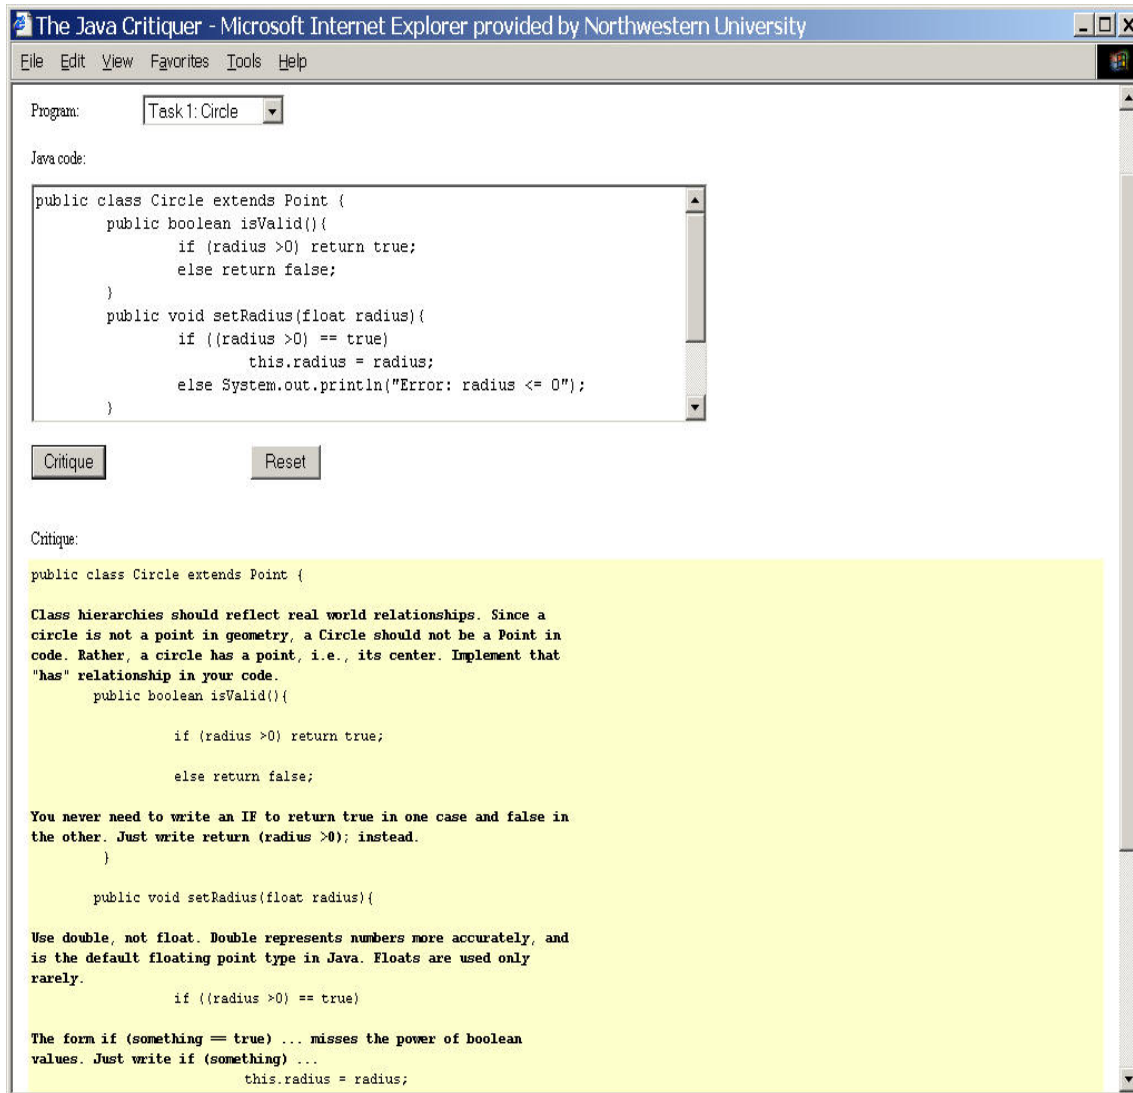 The Java Critiquer - Microsoft Internet Explorer provided by Northwestern University
File Edit View Favorites Tools Help
Program: Task 1: Circle
Java code:
public class Circle extends Point {
public boolean isValid(){
if (radius >0) return true;
else return false;
}
public void setRadius(float radius){
if ((radius >0) == true)
this.radius = radius;
else System.out.println("Error: radius <= 0");
}
Critique Reset
Critique:
public class Circle extends Point {
Class hierarchies should reflect real world relationships. Since a
circle is not a point in geometry, a Circle should not be a Point in
code. Rather, a circle has a point, i.e., its center. Implement that
"has" relationship in your code.
public boolean isValid(){
if (radius >0) return true;
else return false;
You never need to write an IF to return true in one case and false in
the other. Just write return (radius >0); instead.
}
public void setRadius(float radius){
Use double, not float. Double represents numbers more accurately, and
is the default floating point type in Java. Floats are used only
rarely.
if ((radius >0) == true)
The form if (something == true) ... misses the power of boolean
values. Just write if (something) ...
this.radius = radius;